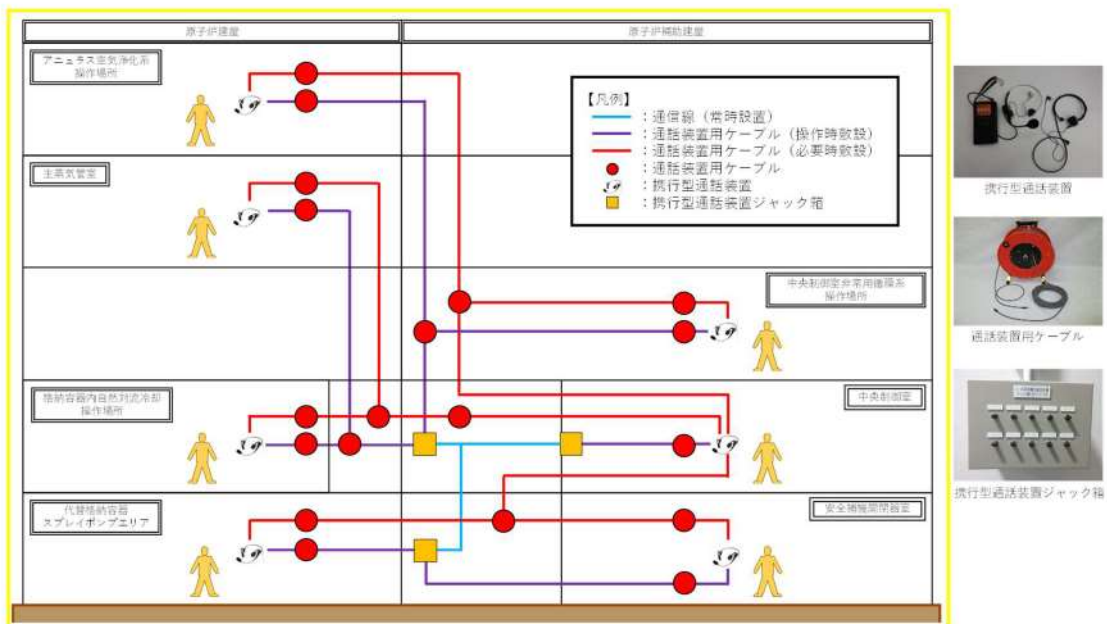 原子炉建屋
原子炉補助建屋
アニュラス空気浄化系
操作場所
【凡例】
：通信線（常時設置）
：通話装置用ケーブル（操作時敷設）
：通話装置用ケーブル（必要時敷設）
：通話装置用ケーブル
：携行型通話装置
：携行型通話装置ジャック箱
主蒸気管室
中央制御室非常用循環系
操作場所
格納容器内自然対流冷却
操作場所
中央制御室
代替格納容器
スプレイポンプエリア
安全補機開閉器室
携行型通話装置
通話装置用ケーブル
携行型通話装置ジャック箱